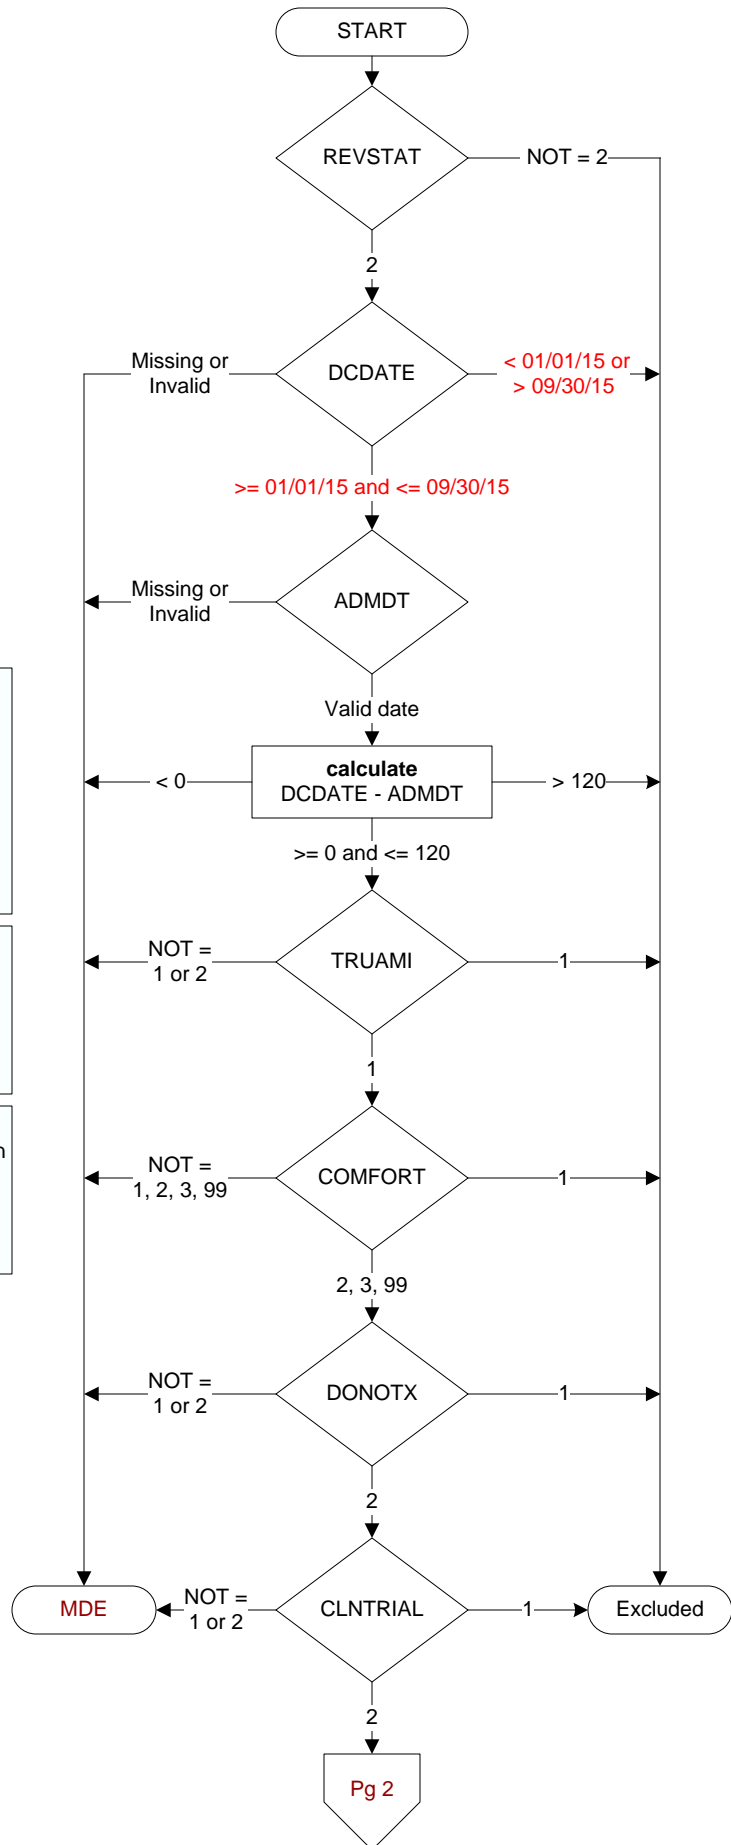 START
REVSTAT
NOT = 2
2
Missing or
Invalid
DCDATE
< 01/01/15 or
> 09/30/15
>= 01/01/15 and <= 09/30/15
Missing or
Invalid
ADMDT
Valid date
< 0
calculate
DCDATE - ADMDT
> 120
>= 0 and <= 120
NOT =
1 or 2
TRUAMI
1
1
n
NOT =
1, 2, 3, 99
COMFORT
1
2, 3, 99
NOT =
1 or 2
DONOTX
1
2
MDE
NOT =
1 or 2
CLNTRIAL
1
Excluded
2
Pg 2